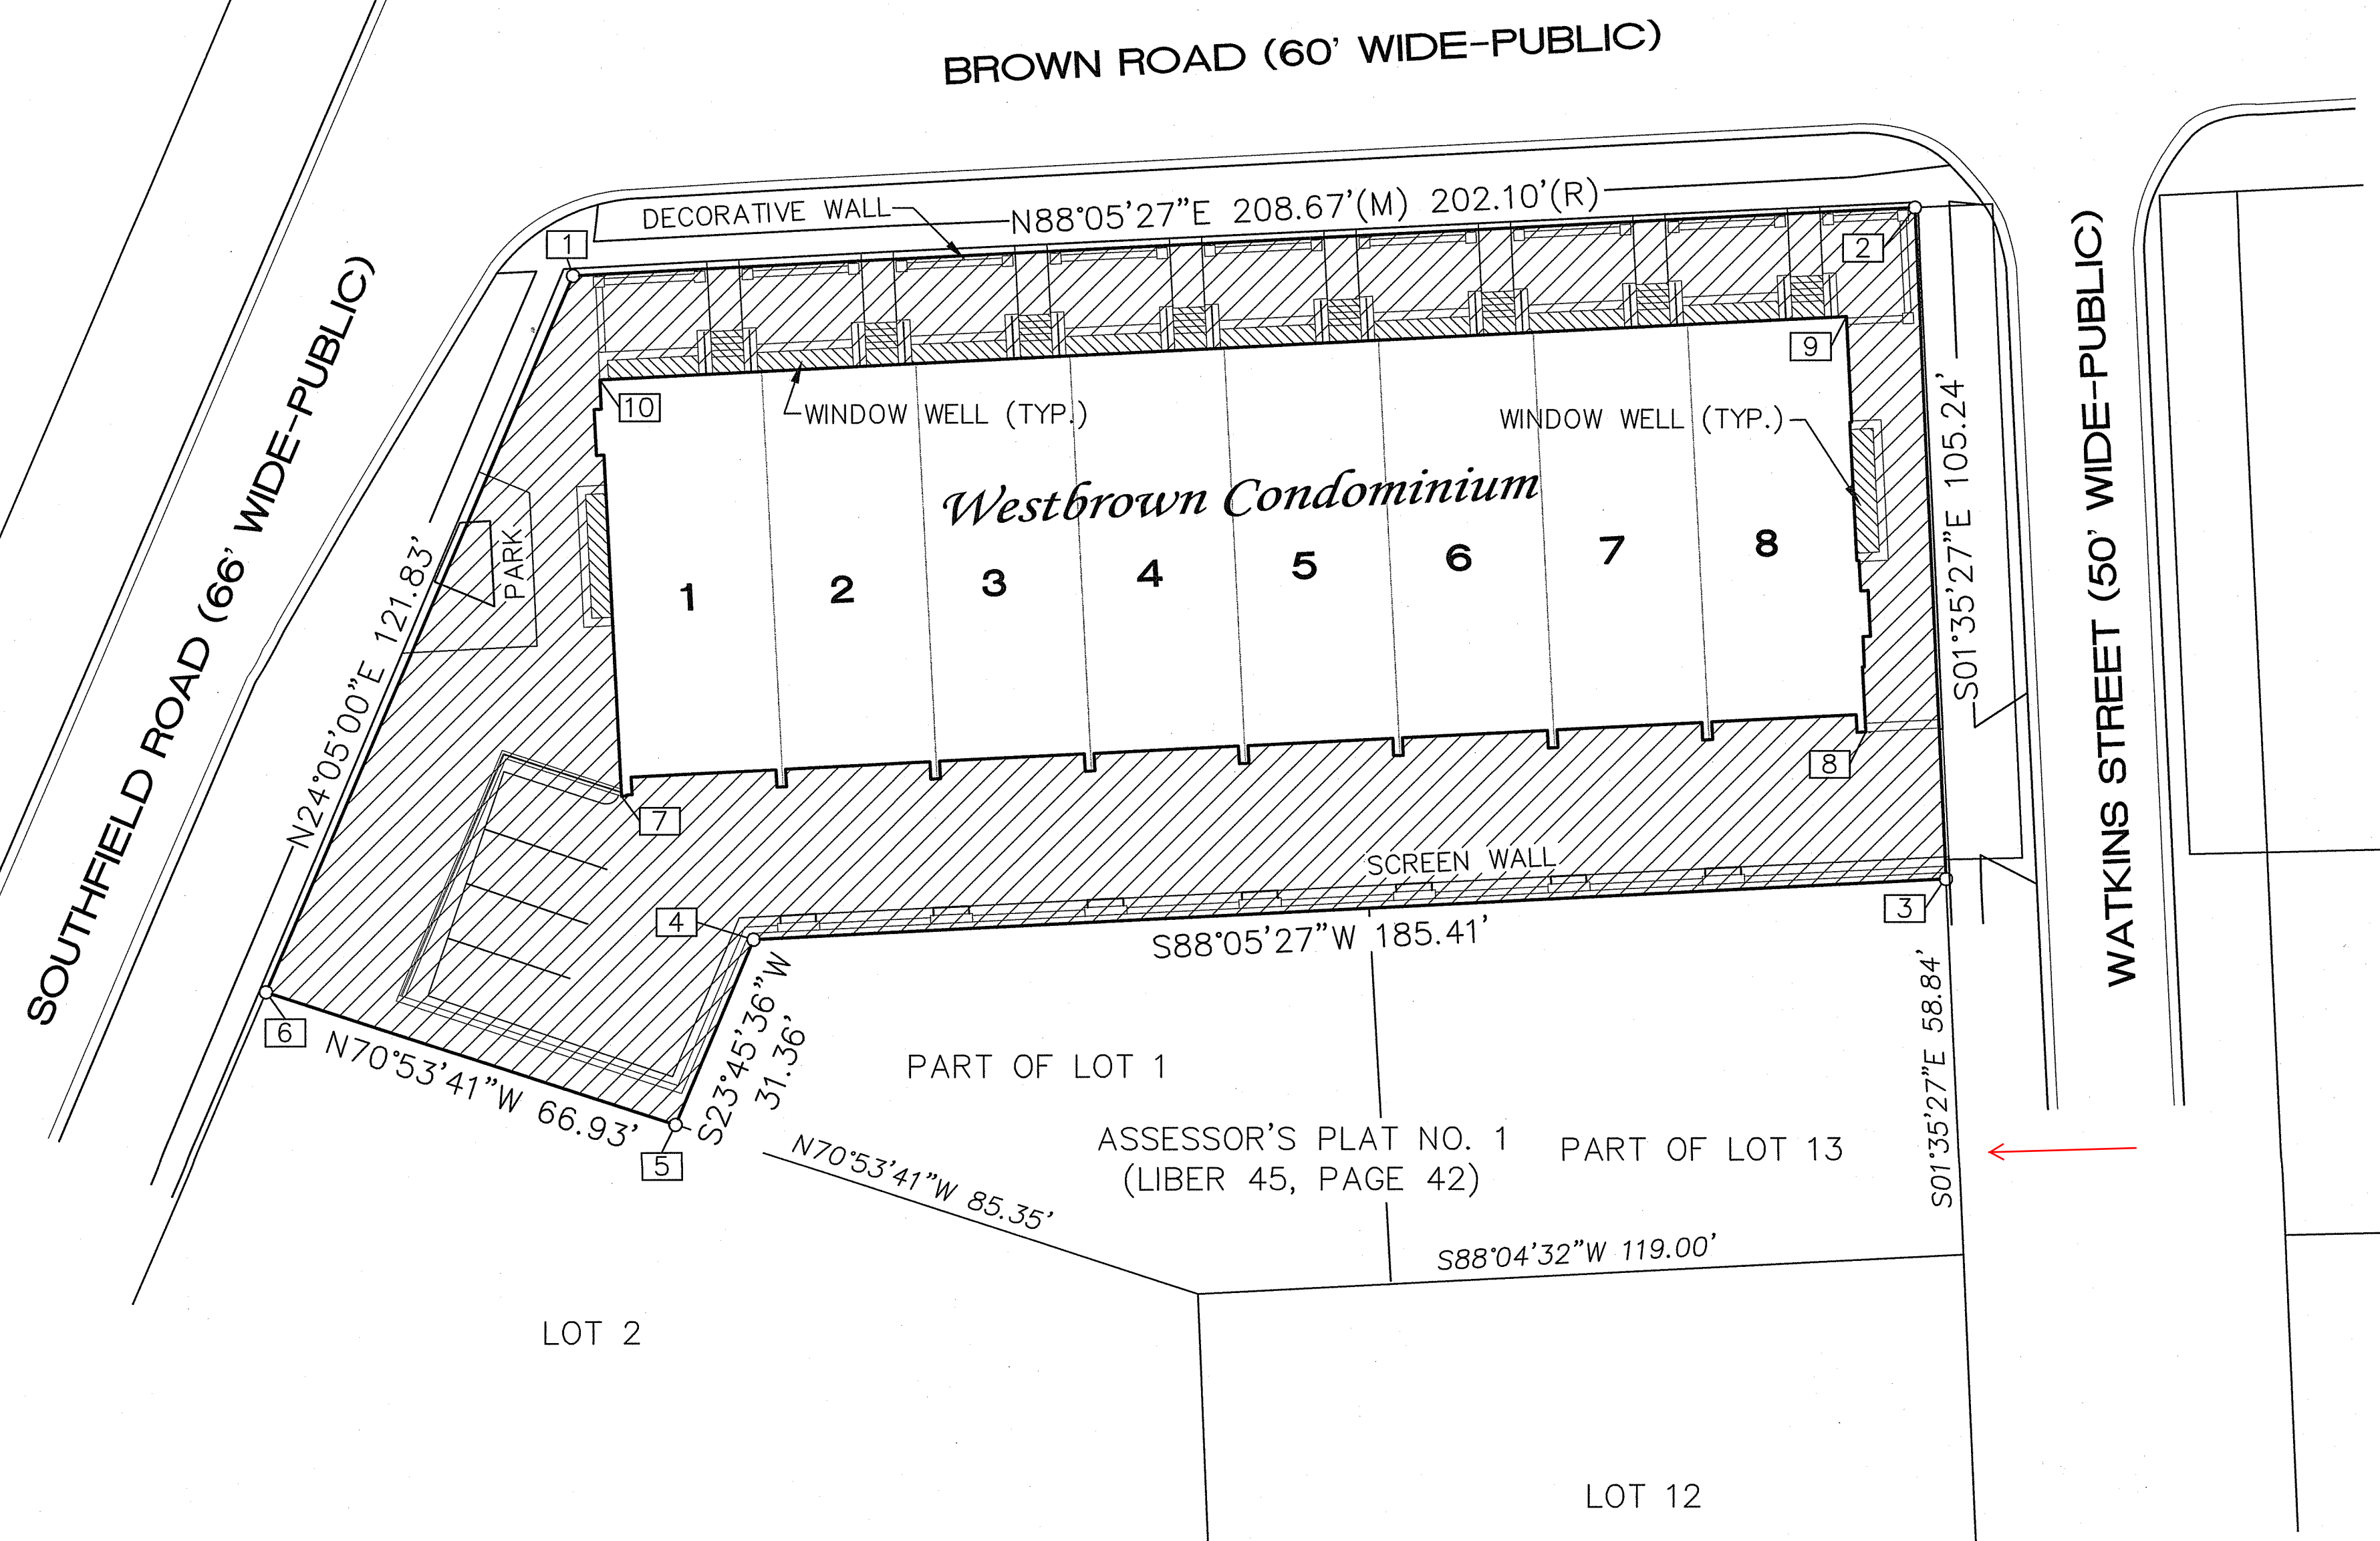 BROWN ROAD (60' WIDE-PUBLIC)
DECORATIVE WALL
N88°05'27"E 208.67'(M) 202.10'(R)
1
2
9
10
WINDOW WELL (TYP.)
WINDOW WELL (TYP.)
Westbrown Condominium
1
2
3
4
5
6
7
8
PARK
SOUTHFIELD ROAD (66' WIDE-PUBLIC)
N24°05'00"E 121.83'
S01°35'27"E 105.24'
WATKINS STREET (50' WIDE-PUBLIC)
8
7
SCREEN WALL
4
3
S88°05'27"W 185.41'
S23°45'36"W
31.36'
6
N70°53'41"W 66.93'
5
S01°35'27"E 58.84'
PART OF LOT 1
ASSESSOR'S PLAT NO. 1
(LIBER 45, PAGE 42)
PART OF LOT 13
N70°53'41"W 85.35'
S88°04'32"W 119.00'
LOT 2
LOT 12